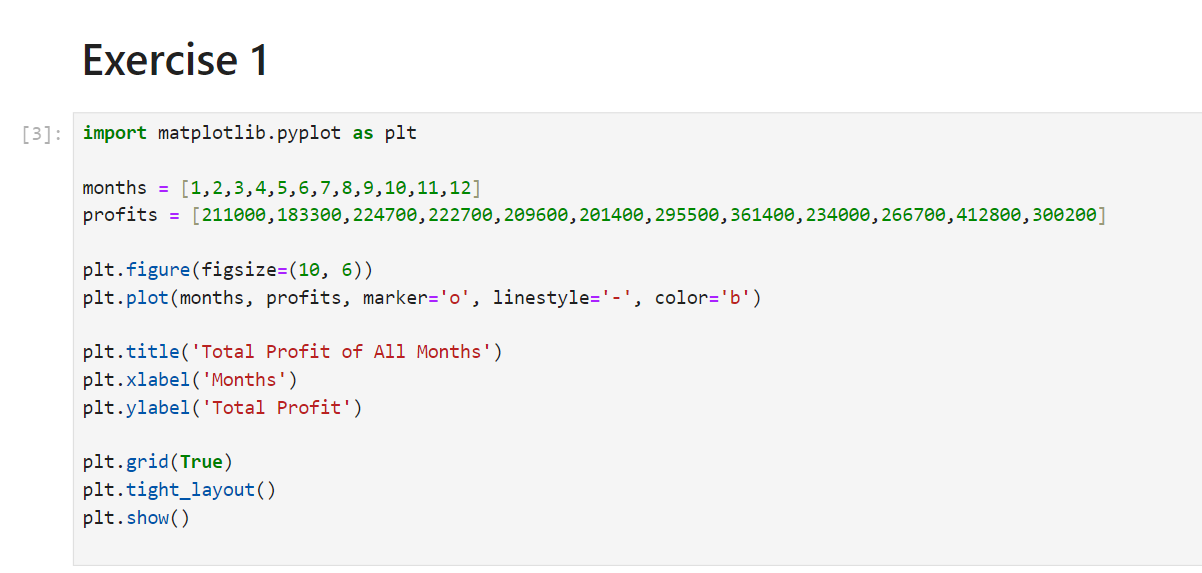 Exercise 1
[3]:
import matplotlib.pyplot as plt
months = [1,2,3,4,5,6,7,8,9,10,11,12]
profits = [211000,183300,224700,222700,209600,201400,295500,361400,234000,266700,412800,300200]
plt.figure(figsize=(10, 6))
plt.plot(months, profits, marker='o', linestyle='-', color='b')
plt.title('Total Profit of All Months')
plt.xlabel('Months')
plt.ylabel('Total Profit')
plt.grid(True)
plt.tight_layout()
plt.show()